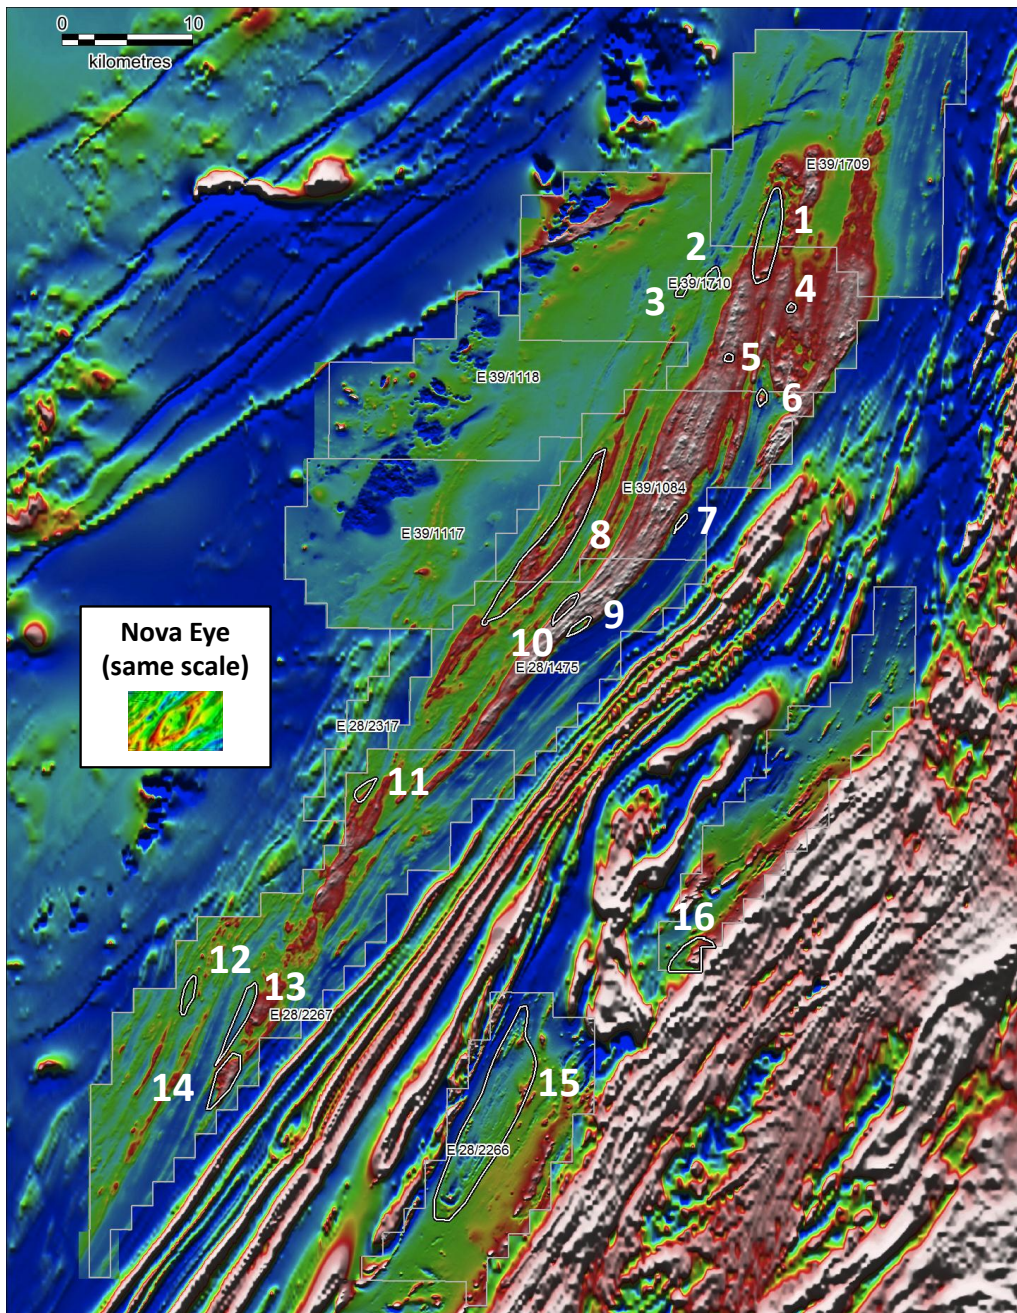 0 10
kilometres
E 39/1709
1
2
E 39/1710
3
4
5
E 39/1118
6
E 39/1084
7
E 39/1117
8
9
10
E 28/1475
Nova Eye
(same scale)
E 28/2317
11
16
12
13
E 28/2267
14
15
E 28/2266